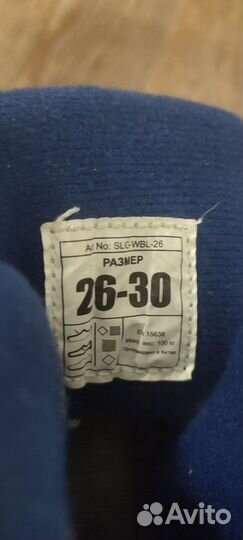 Art No: SLG-WBL-26
РАЗМЕР
26-30
EN 15638
Макс. вес: 100 кг
Произведено в Китае
Avito